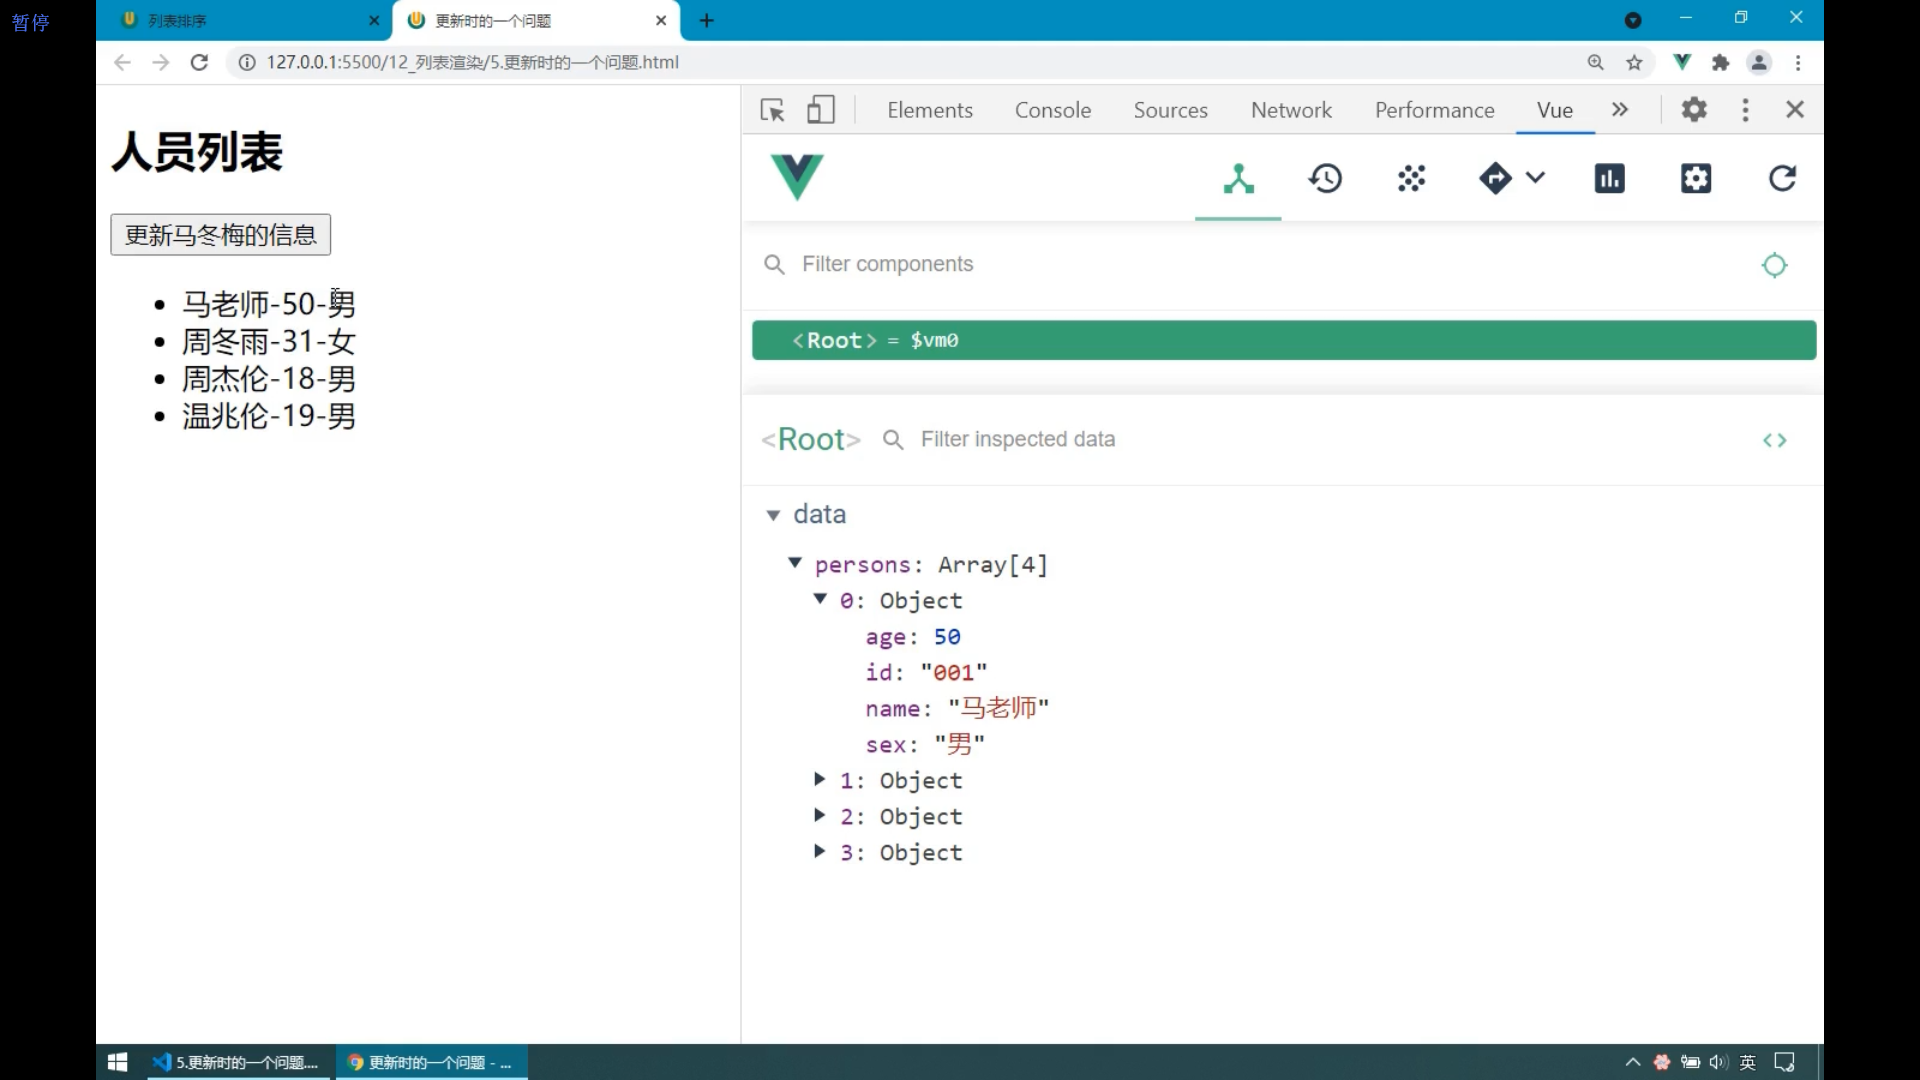 暂停
列表排序
更新时的一个问题
127.0.0.1:5500/12_列表渲染/5.更新时的一个问题.html
人员列表
更新马冬梅的信息
• 马老师-50-男
• 周冬雨-31-女
• 周杰伦-18-男
• 温兆伦-19-男
Elements Console Sources Network Performance Vue
Filter components
<Root> = $vm0
<Root> Filter inspected data
data
persons: Array[4]
0: Object
age: 50
id: "001"
name: "马老师"
sex: "男"
1: Object
2: Object
3: Object
5.更新时的一个问题....
更新时的一个问题 - ...
英